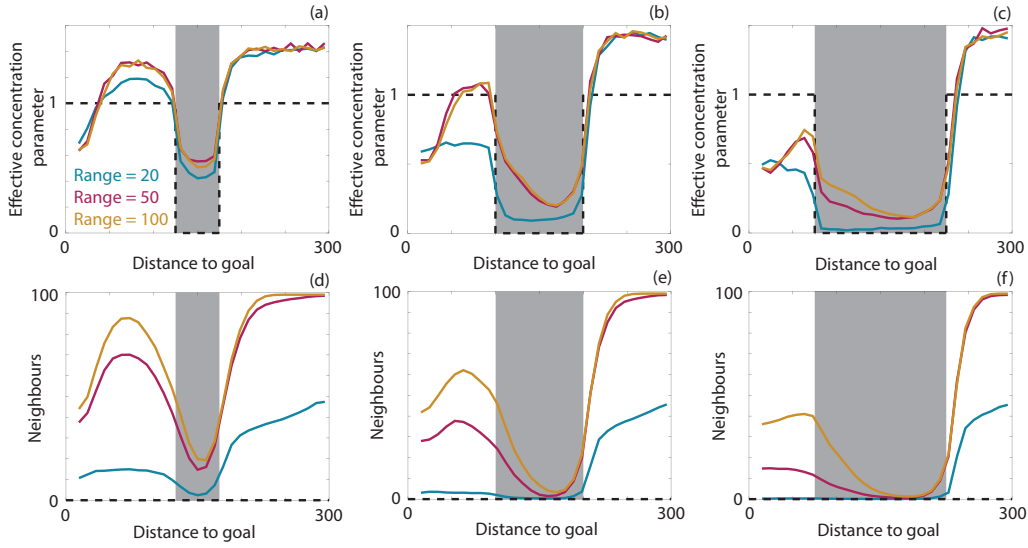 (a)
(b)
(c)
Effective concentration
parameter
1
0
Range = 20
Range = 50
Range = 100
0
300
Distance to goal
Effective concentration
parameter
1
0
0
300
Distance to goal
Effective concentration
parameter
1
0
0
300
Distance to goal
(d)
(e)
(f)
Neighbours
100
0
0
300
Distance to goal
Neighbours
100
0
0
300
Distance to goal
Neighbours
100
0
0
300
Distance to goal